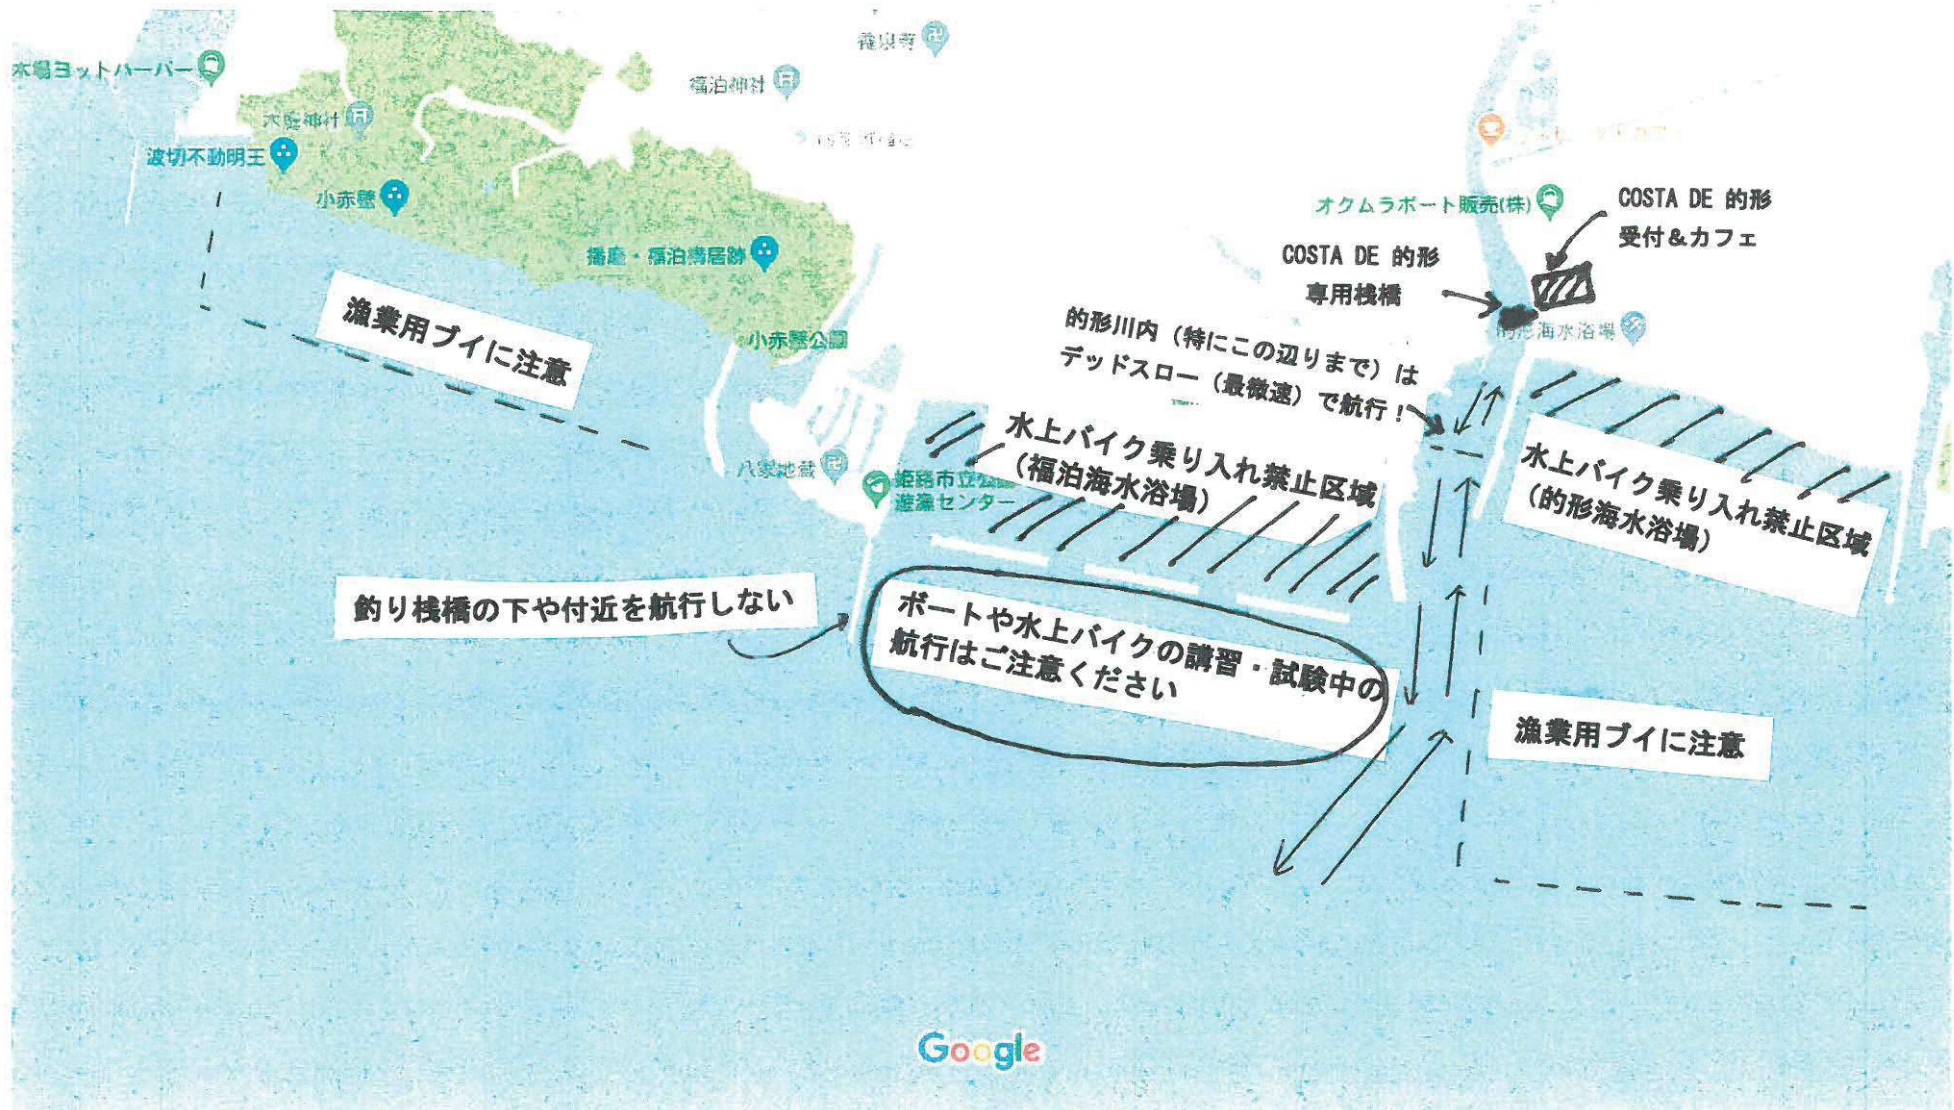 養泉寺
木場ヨットハーバー
福泊神社
木庭神社
波切不動明王
小赤壁
播磨・福泊構居跡
オクムラボート販売(株)
COSTA DE 的形
受付&カフェ
COSTA DE 的形
専用桟橋
的形海水浴場
漁業用ブイに注意
小赤壁公園
的形川内(特にこの辺りまで)は
デッドスロー(最微速)で航行!
水上バイク乗り入れ禁止区域
(福泊海水浴場)
水上バイク乗り入れ禁止区域
(的形海水浴場)
八家地蔵
姫路市立
遊漁センター
釣り桟橋の下や付近を航行しない
ボートや水上バイクの講習・試験中の
航行はご注意ください
漁業用ブイに注意
Google